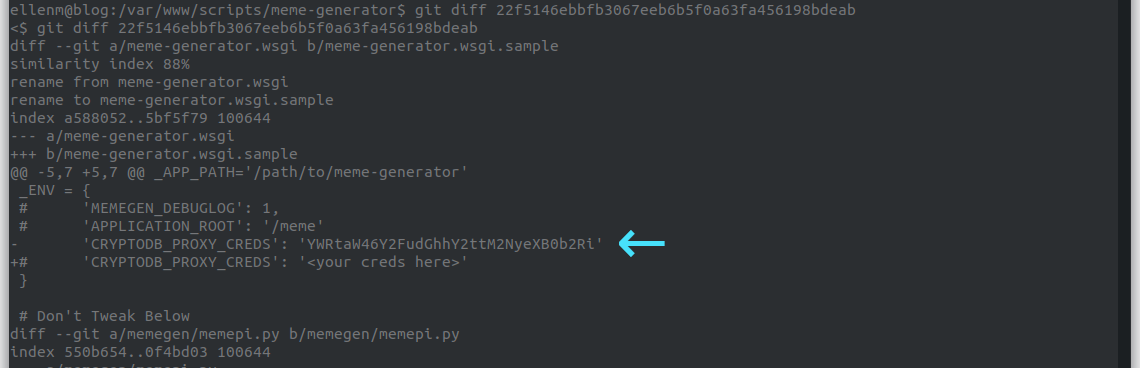 ellenm@blog:/var/www/scripts/meme-generator$ git diff 22f5146ebbfb3067eeb6b5f0a63fa456198bdeab
<$ git diff 22f5146ebbfb3067eeb6b5f0a63fa456198bdeab
diff --git a/meme-generator.wsgi b/meme-generator.wsgi.sample
similarity index 88%
rename from meme-generator.wsgi
rename to meme-generator.wsgi.sample
index a588052..5bf5f79 100644
--- a/meme-generator.wsgi
+++ b/meme-generator.wsgi.sample
@@ -5,7 +5,7 @@ _APP_PATH='/path/to/meme-generator'
 _ENV = {
 #      'MEMEGEN_DEBUGLOG': 1,
 #      'APPLICATION_ROOT': '/meme'
-       'CRYPTODB_PROXY_CREDS': 'YWRtaW46Y2FudGhhY2ttM2NyeXB0b2Ri'
+#      'CRYPTODB_PROXY_CREDS': '<your creds here>'
 }
 # Don't Tweak Below
diff --git a/memegen/memepi.py b/memegen/memepi.py
index 550b654..0f4bd03 100644